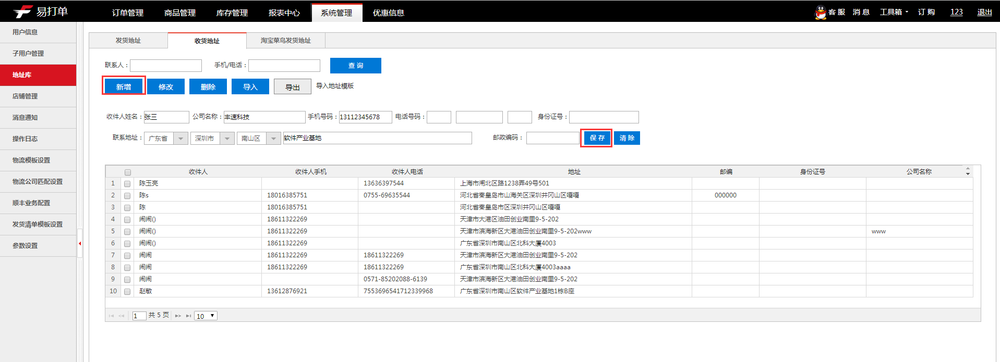 易打单 订单管理 商品管理 库存管理 报表中心 系统管理 优惠信息 客服 消息 工具箱 订购 123 退出
用户信息
子用户管理
地址库
店铺管理
消息通知
操作日志
物流模板设置
物流公司匹配设置
顺丰业务配置
发货清单模板设置
参数设置
发货地址 收货地址 淘宝菜鸟发货地址
联系人： 手机/电话： 查 询
新增 修改 删除 导入 导出 导入地址模版
收件人姓名：张三 公司名称：丰速科技 手机号码：13112345678 电话号码： 身份证号：
联系地址：广东省 深圳市 南山区 软件产业基地 邮政编码： 保 存 清 除
收件人 收件人手机 收件人电话 地址 邮编 身份证号 公司名称
1 陈玉亮 13636397544 上海市闸北区路1238弄49号501
2 陈s 18016385751 0755-69635544 河北省秦皇岛市山海关区深圳井冈山区嘎嘎 000000
3 陈 18016385751 河北省秦皇岛市区深圳井冈山区嘎嘎
4 闹闹() 18611322269 天津市大港区油田创业南里9-5-202
5 闹闹() 18611322269 天津市滨海新区大港油田创业南里9-5-202www www
6 闹闹() 18611322269 广东省深圳市南山区北科大厦4003
7 闹闹 18611322269 18611322269 天津市滨海新区大港油田创业南里9-5-202
8 闹闹 18611322269 18611322269 广东省深圳市南山区北科大厦4003aaaa
9 闹闹 0571-85202088-6139 天津市滨海新区大港油田创业南里9-5-202
10 赵敏 13612876921 7553696541712339968 广东省深圳市南山区软件产业基地1栋B座
1 共 5 页 10